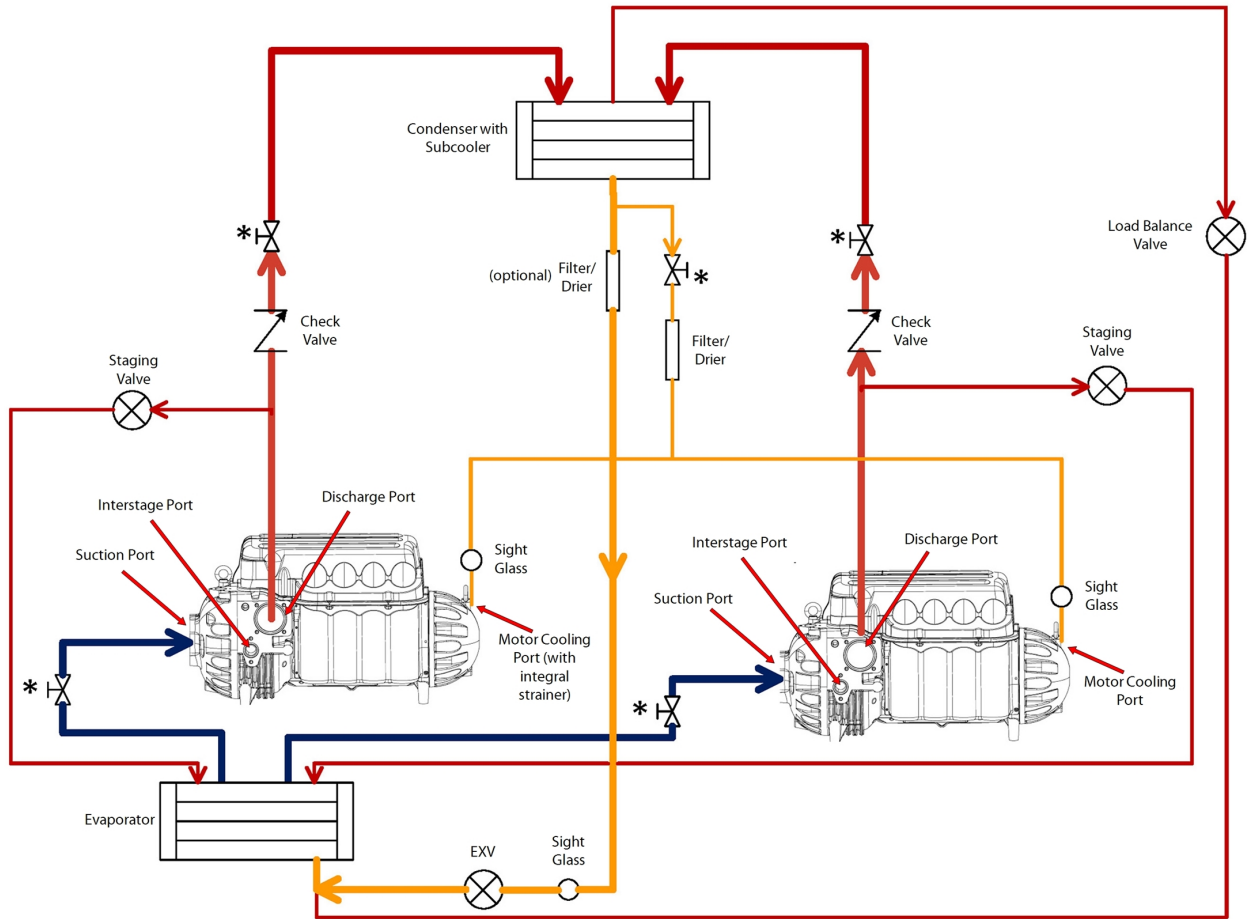 Condenser with
Subcooler
*
*
Load Balance
Valve
(optional)
Filter/
Drier
*
Check
Valve
Filter/
Drier
Check
Valve
Staging
Valve
Staging
Valve
Interstage Port
Discharge Port
Suction Port
Sight
Glass
Interstage Port
Discharge Port
Suction Port
Sight
Glass
Motor Cooling
Port (with
integral
strainer)
Motor Cooling
Port
*
*
Evaporator
EXV
Sight
Glass